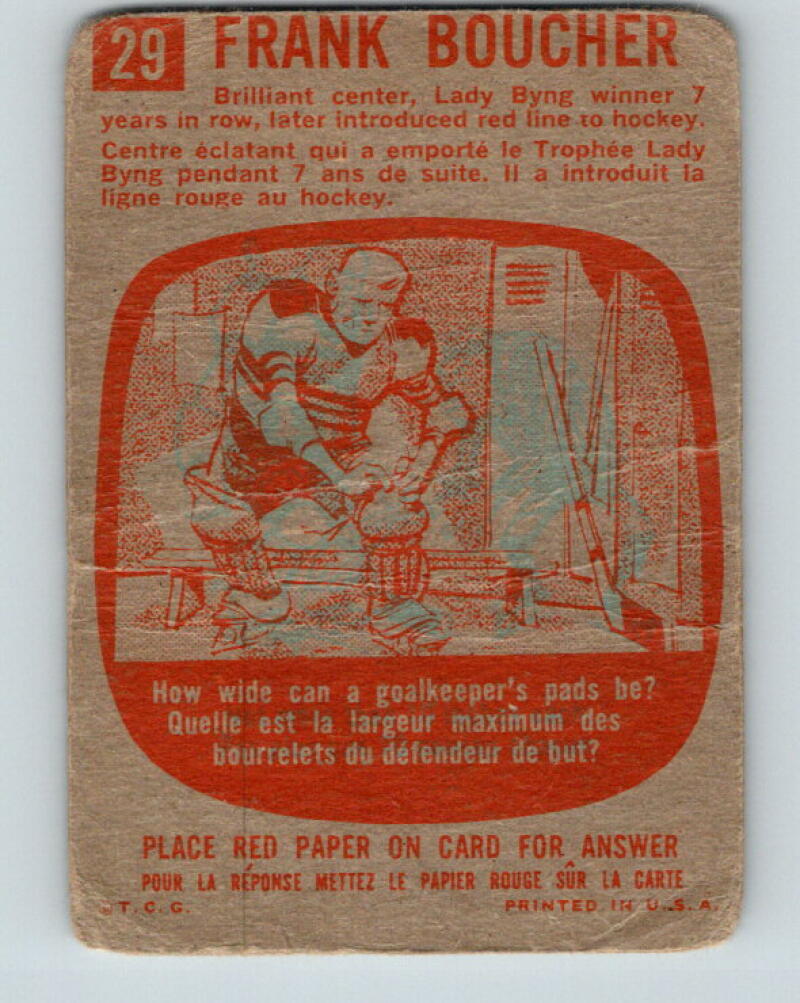 29 FRANK BOUCHER
Brilliant center, Lady Byng winner 7
years in row, later introduced red line to hockey.
Centre éclatant qui a emporté le Trophée Lady
Byng pendant 7 ans de suite. Il a introduit la
ligne rouge au hockey.
How wide can a goalkeeper's pads be?
Quelle est la largeur maximum des
bourrelets du défendeur de but?
PLACE RED PAPER ON CARD FOR ANSWER
POUR LA RÉPONSE METTEZ LE PAPIER ROUGE SÛR LA CARTE
© T. C. G. PRINTED IN U. S. A.